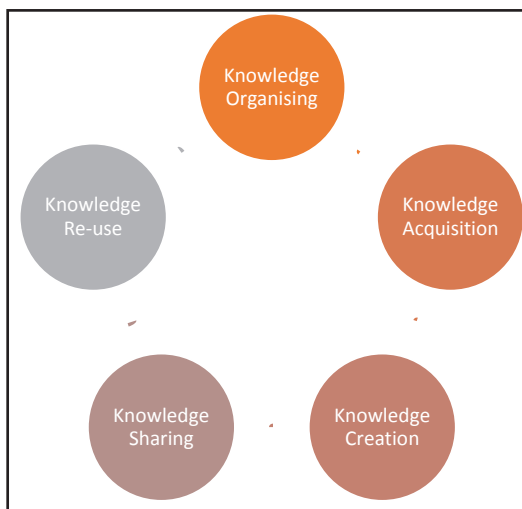 Knowledge
Organising
Knowledge
Acquisition
Knowledge
Creation
Knowledge
Sharing
Knowledge
Re-use